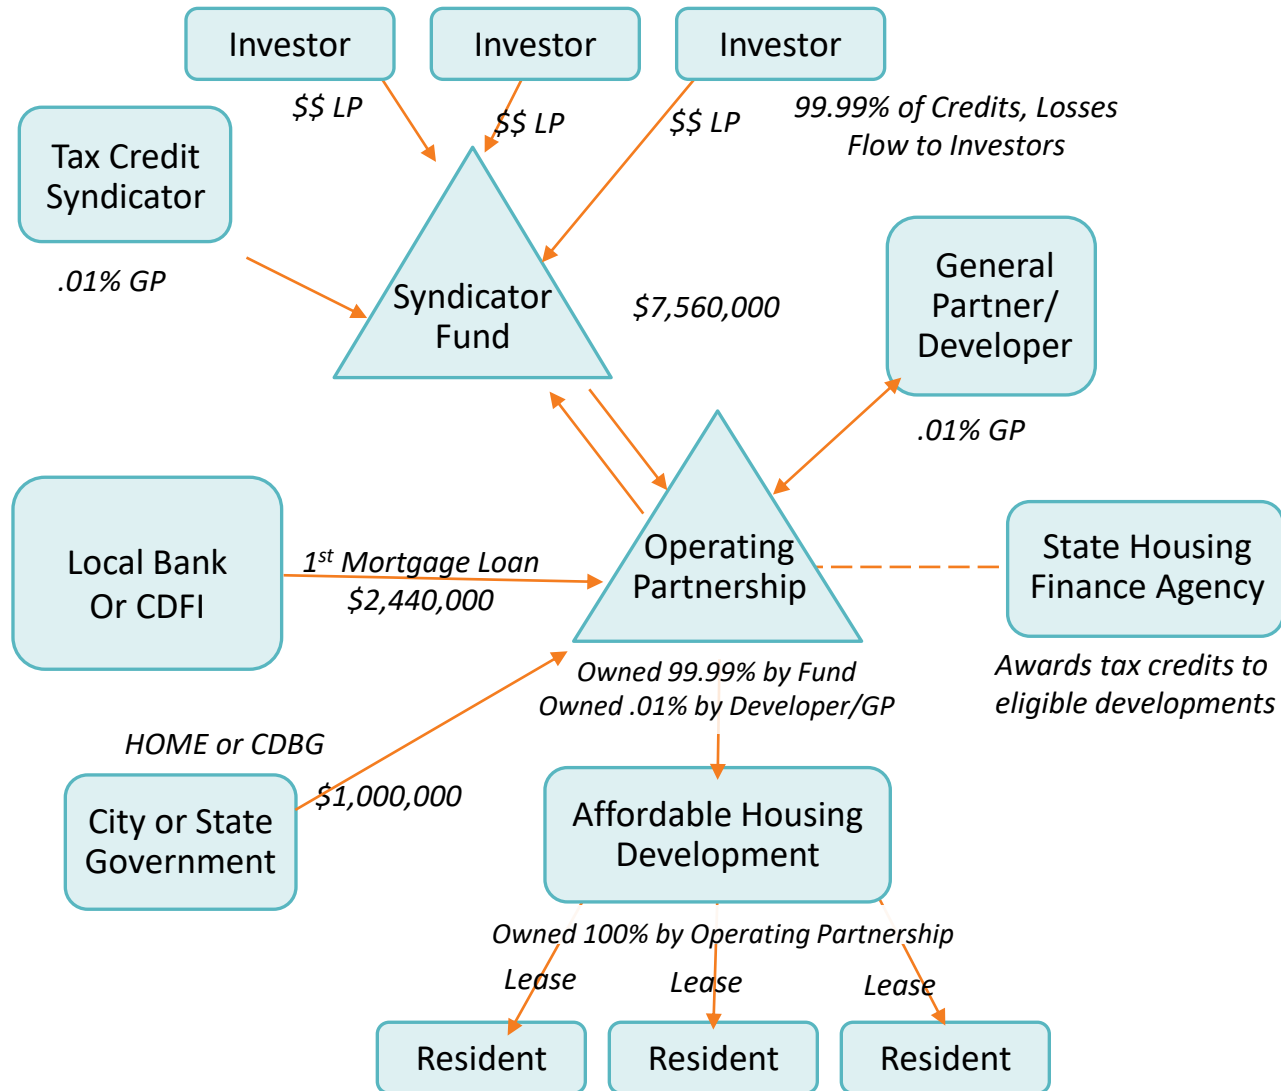 Investor
Investor
Investor
$$ LP
$$ LP
$$ LP
99.99% of Credits, Losses
Flow to Investors
Tax Credit
Syndicator
.01% GP
Syndicator
Fund
$7,560,000
General
Partner/
Developer
.01% GP
Local Bank
Or CDFI
1st Mortgage Loan
$2,440,000
Operating
Partnership
State Housing
Finance Agency
Awards tax credits to
eligible developments
Owned 99.99% by Fund
Owned .01% by Developer/GP
HOME or CDBG
$1,000,000
City or State
Government
Affordable Housing
Development
Owned 100% by Operating Partnership
Lease
Lease
Lease
Resident
Resident
Resident